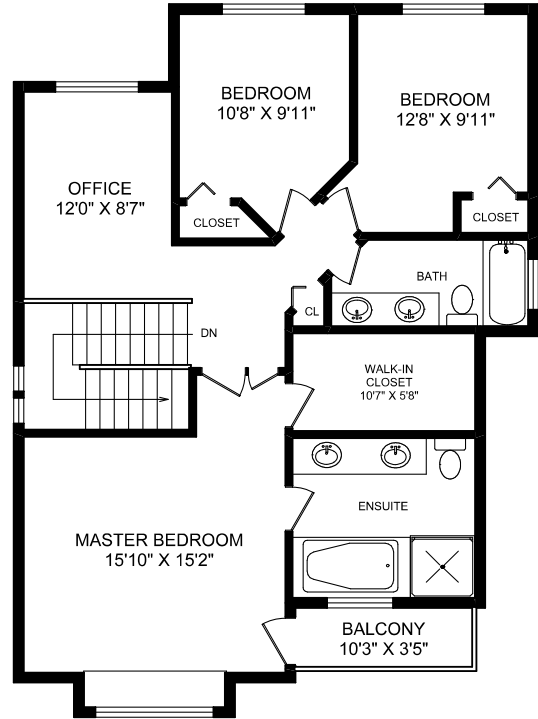 BEDROOM
10'8" X 9'11"
BEDROOM
12'8" X 9'11"
OFFICE
12'0" X 8'7"
CLOSET
CLOSET
BATH
CL
DN
WALK-IN
CLOSET
10'7" X 5'8"
ENSUITE
MASTER BEDROOM
15'10" X 15'2"
BALCONY
10'3" X 3'5"